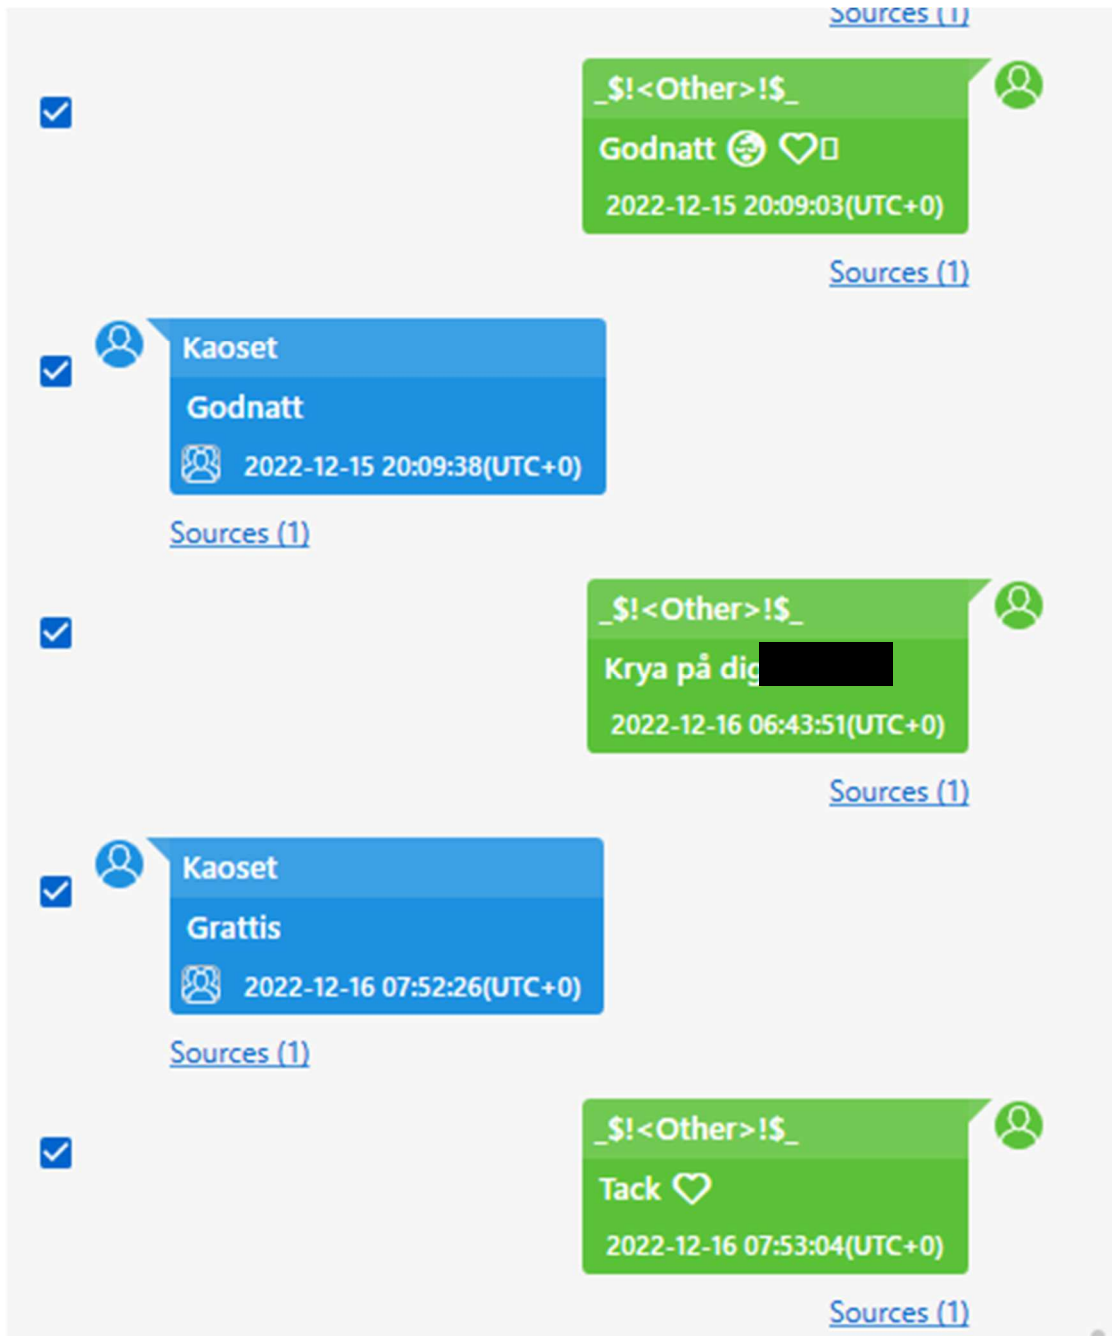 Sources (1)
_$!<Other>!$_
Godnatt 😴 ♡▯
2022-12-15 20:09:03(UTC+0)
Sources (1)
Kaoset
Godnatt
2022-12-15 20:09:38(UTC+0)
Sources (1)
_$!<Other>!$_
Krya på dig
2022-12-16 06:43:51(UTC+0)
Sources (1)
Kaoset
Grattis
2022-12-16 07:52:26(UTC+0)
Sources (1)
_$!<Other>!$_
Tack ♡
2022-12-16 07:53:04(UTC+0)
Sources (1)